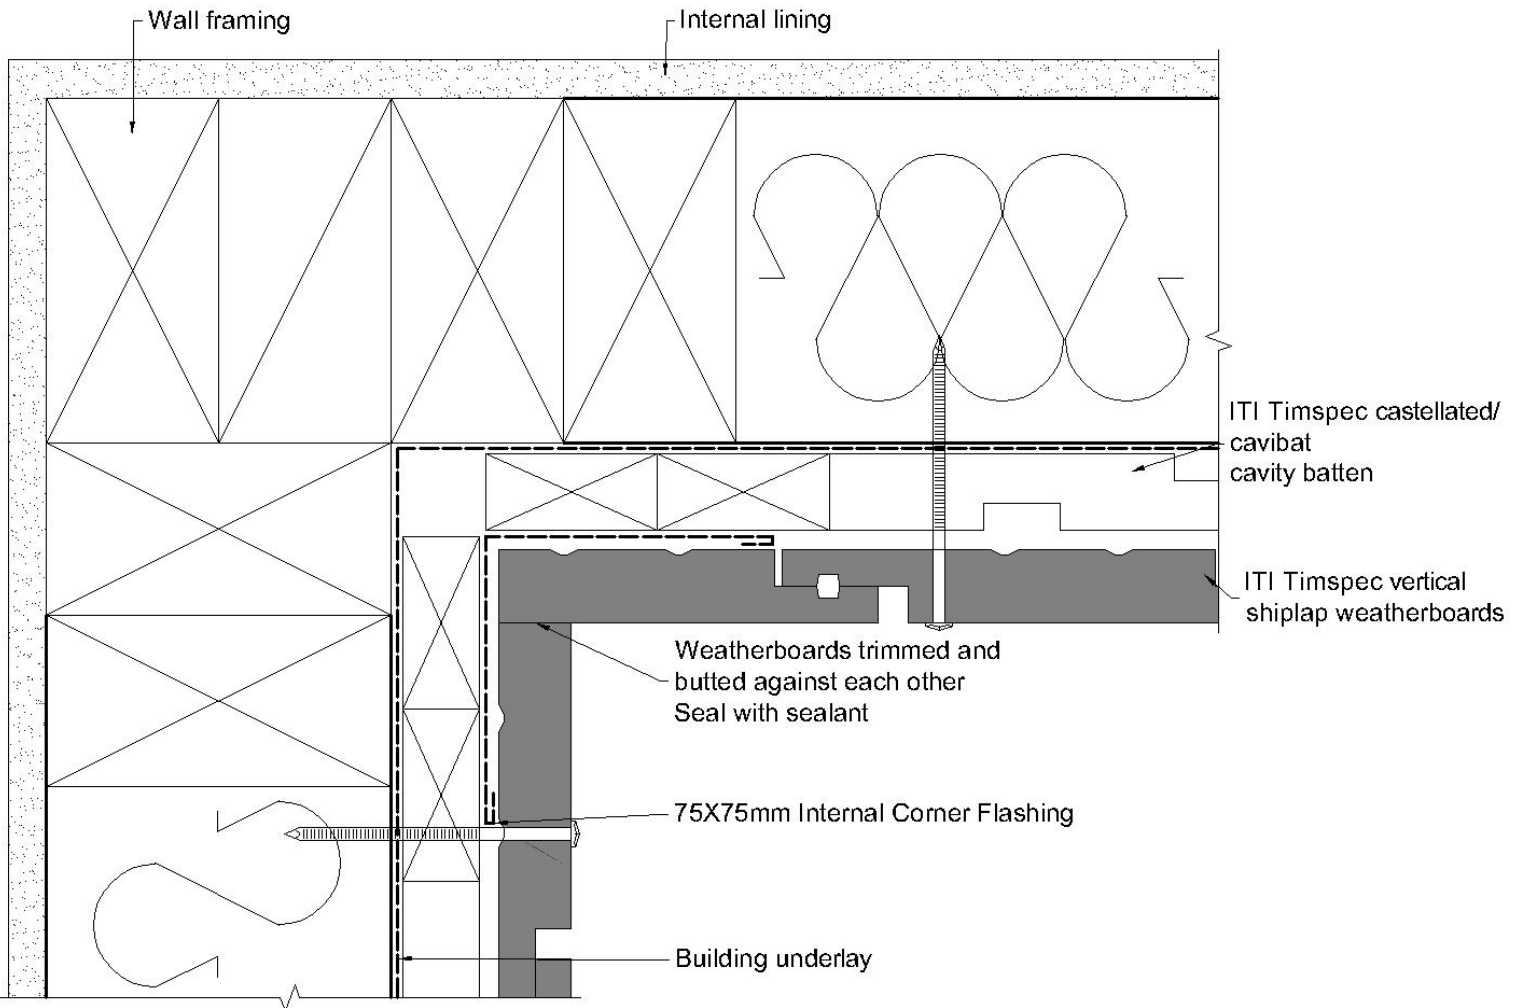 Wall framing
Internal lining
ITI Timspec castellated/
cavibat
cavity batten
ITI Timspec vertical
shiplap weatherboards
Weatherboards trimmed and
butted against each other
Seal with sealant
75X75mm Internal Corner Flashing
Building underlay